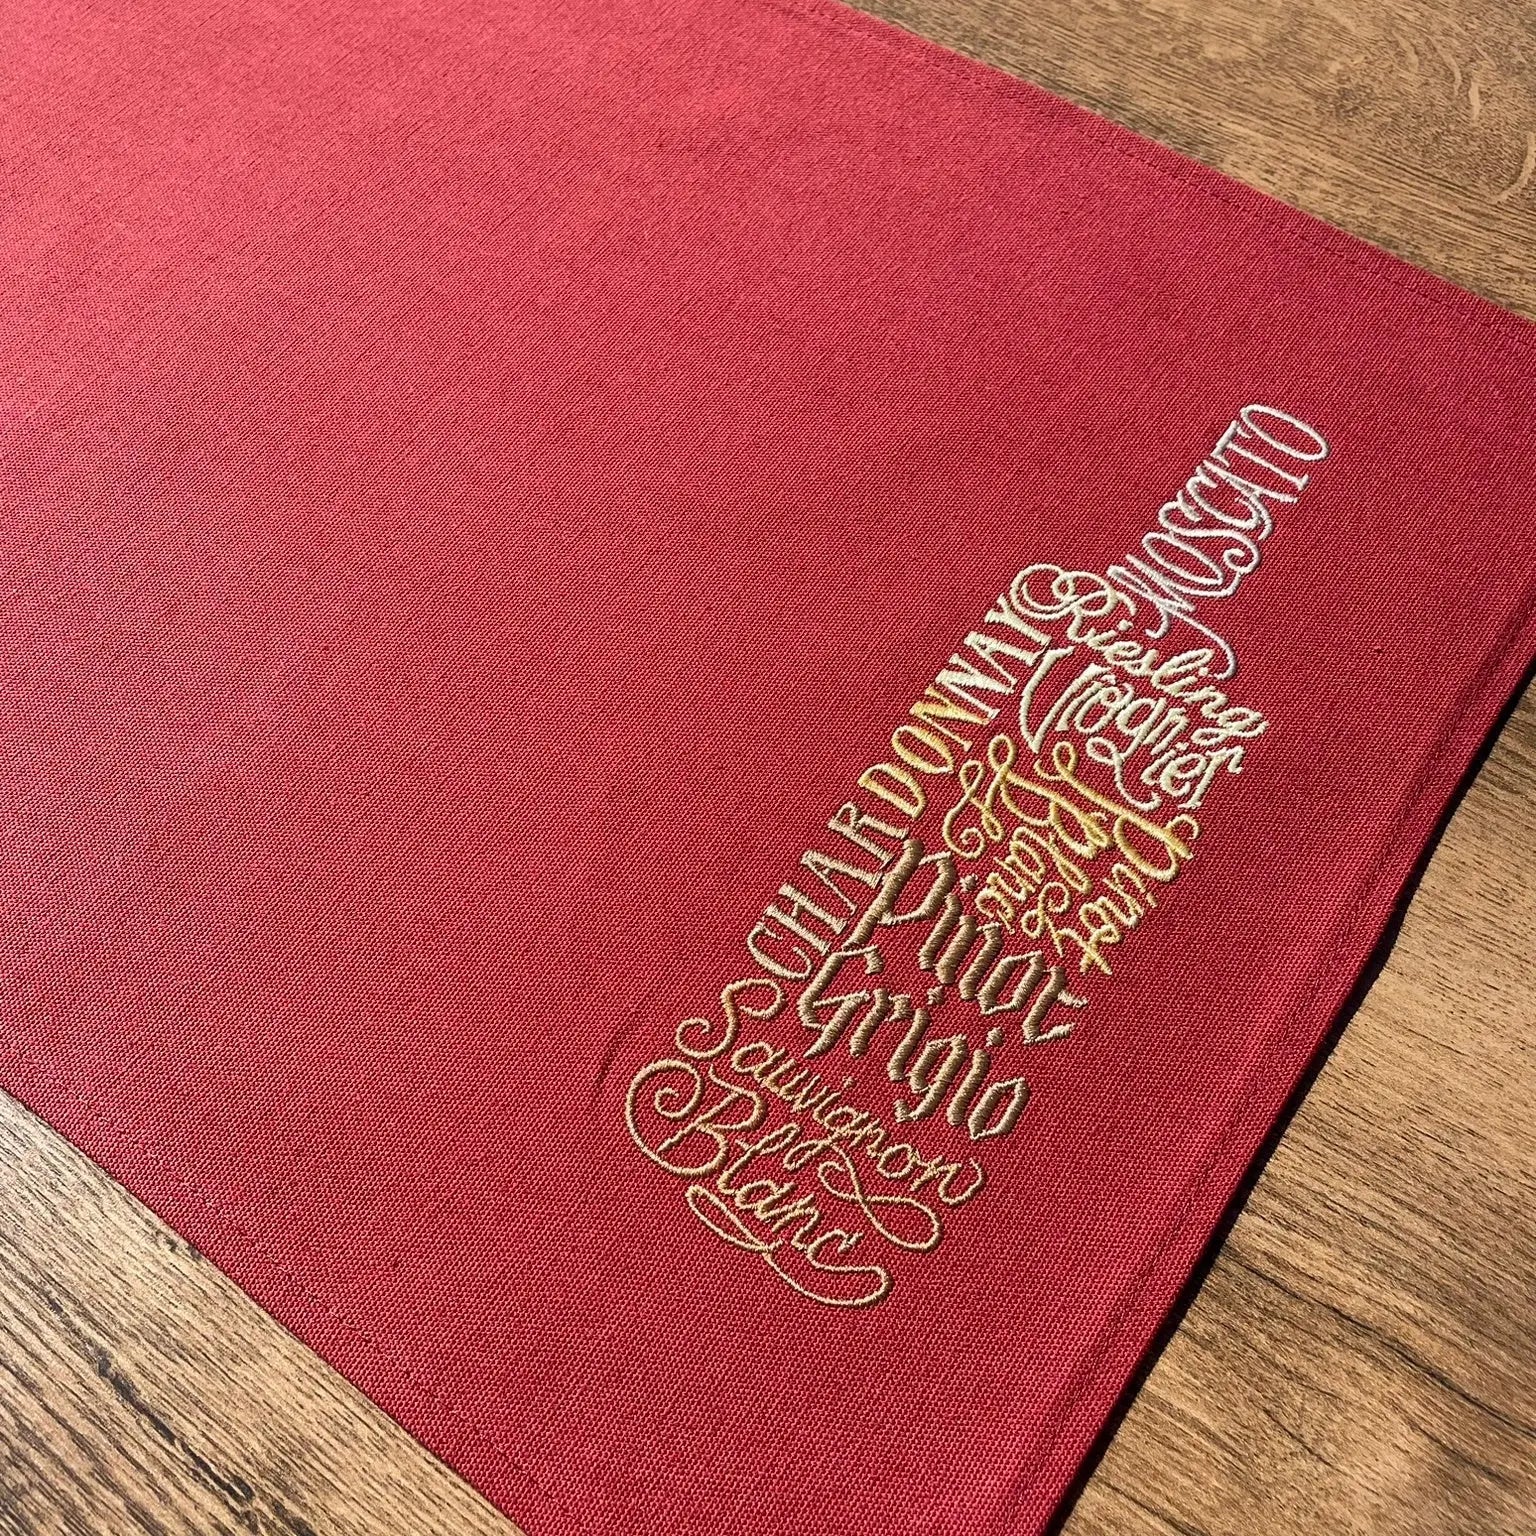 MOSCATO
Riesling
Viognier
Pinot
Blanc
CHARDONNAY
Pinot
Grigio
Sauvignon
Blanc